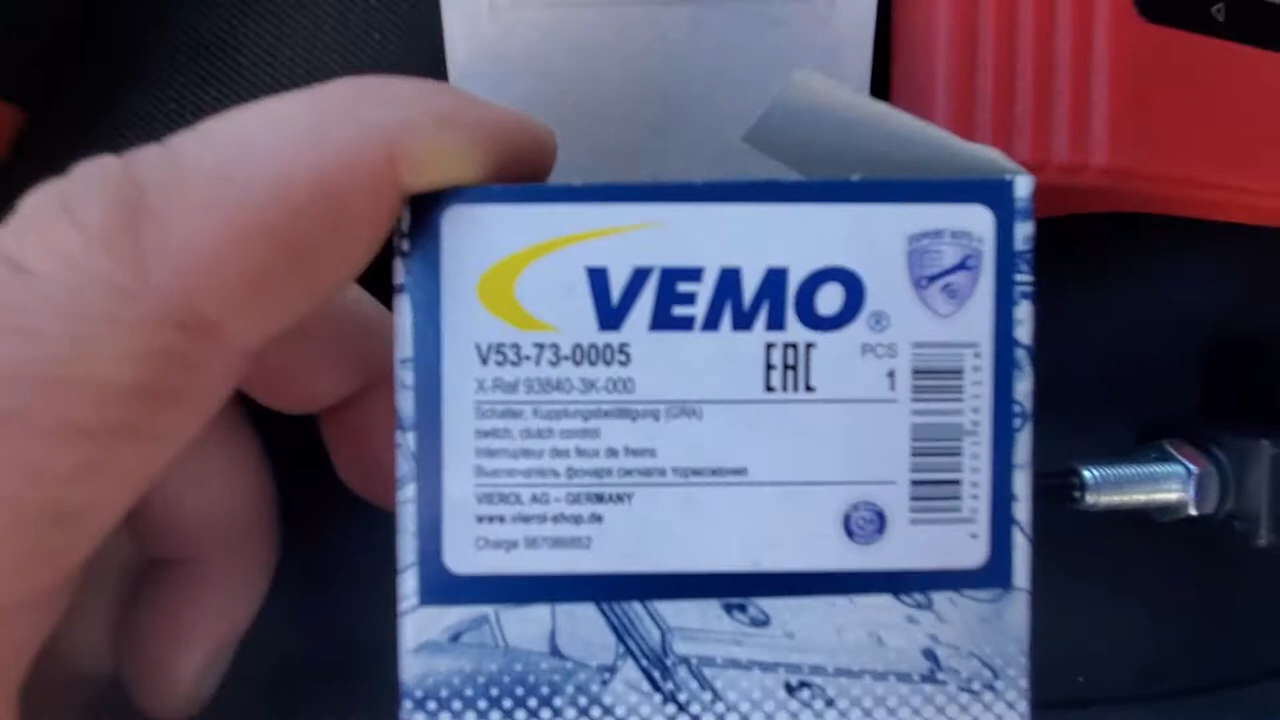 VEMO®
V53-73-0005
EAC
PCS
X-Ref 93840-3K-000
1
Schalter, Kupplungsbetätigung (GRA)
switch, clutch control
Interrupteur des feux de freins
Выключатель фонаря сигнала торможения
VIEROL AG – GERMANY
www.vierol-shop.de
Charge